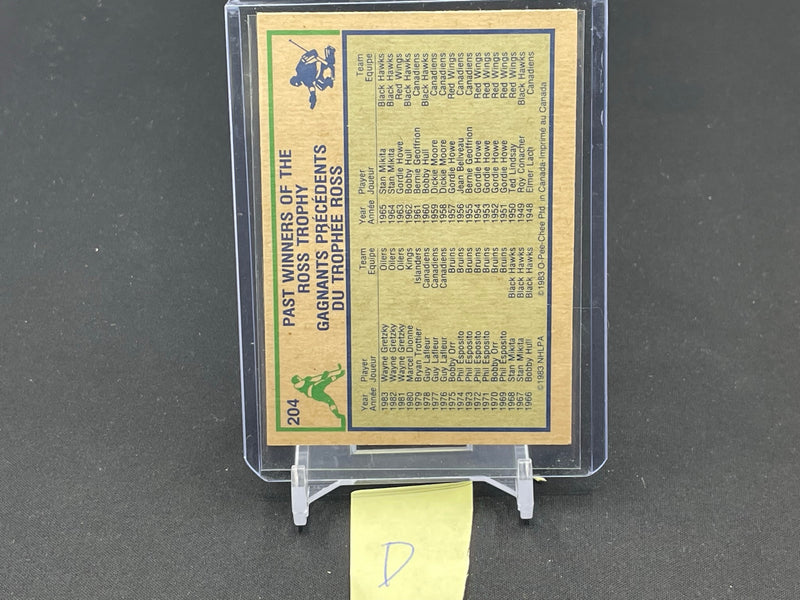 204
PAST WINNERS OF THE
ROSS TROPHY
GAGNANTS PRÉCÉDENTS
DU TROPHÉE ROSS
Year Player Team
Année Joueur Equipe
1983 Wayne Gretzky Oilers
1982 Wayne Gretzky Oilers
1981 Wayne Gretzky Oilers
1980 Marcel Dionne Kings
1979 Bryan Trottier Islanders
1978 Guy Lafleur Canadiens
1977 Guy Lafleur Canadiens
1976 Guy Lafleur Canadiens
1975 Bobby Orr Bruins
1974 Phil Esposito Bruins
1973 Phil Esposito Bruins
1972 Phil Esposito Bruins
1971 Phil Esposito Bruins
1970 Bobby Orr Bruins
1969 Phil Esposito Bruins
1968 Stan Mikita Black Hawks
1967 Stan Mikita Black Hawks
1966 Bobby Hull Black Hawks
Year Player Team
Année Joueur Equipe
1965 Stan Mikita Black Hawks
1964 Stan Mikita Black Hawks
1963 Gordie Howe Red Wings
1962 Bobby Hull Black Hawks
1961 Bernie Geoffrion Canadiens
1960 Bobby Hull Black Hawks
1959 Dickie Moore Canadiens
1958 Dickie Moore Canadiens
1957 Gordie Howe Red Wings
1956 Jean Beliveau Canadiens
1955 Bernie Geoffrion Canadiens
1954 Gordie Howe Red Wings
1953 Gordie Howe Red Wings
1952 Gordie Howe Red Wings
1951 Gordie Howe Red Wings
1950 Ted Lindsay Red Wings
1949 Roy Conacher Black Hawks
1948 Elmer Lach Canadiens
©1983 NHLPA ©1983 O-Pee-Chee Ptd. in Canada-Imprimé au Canada
D